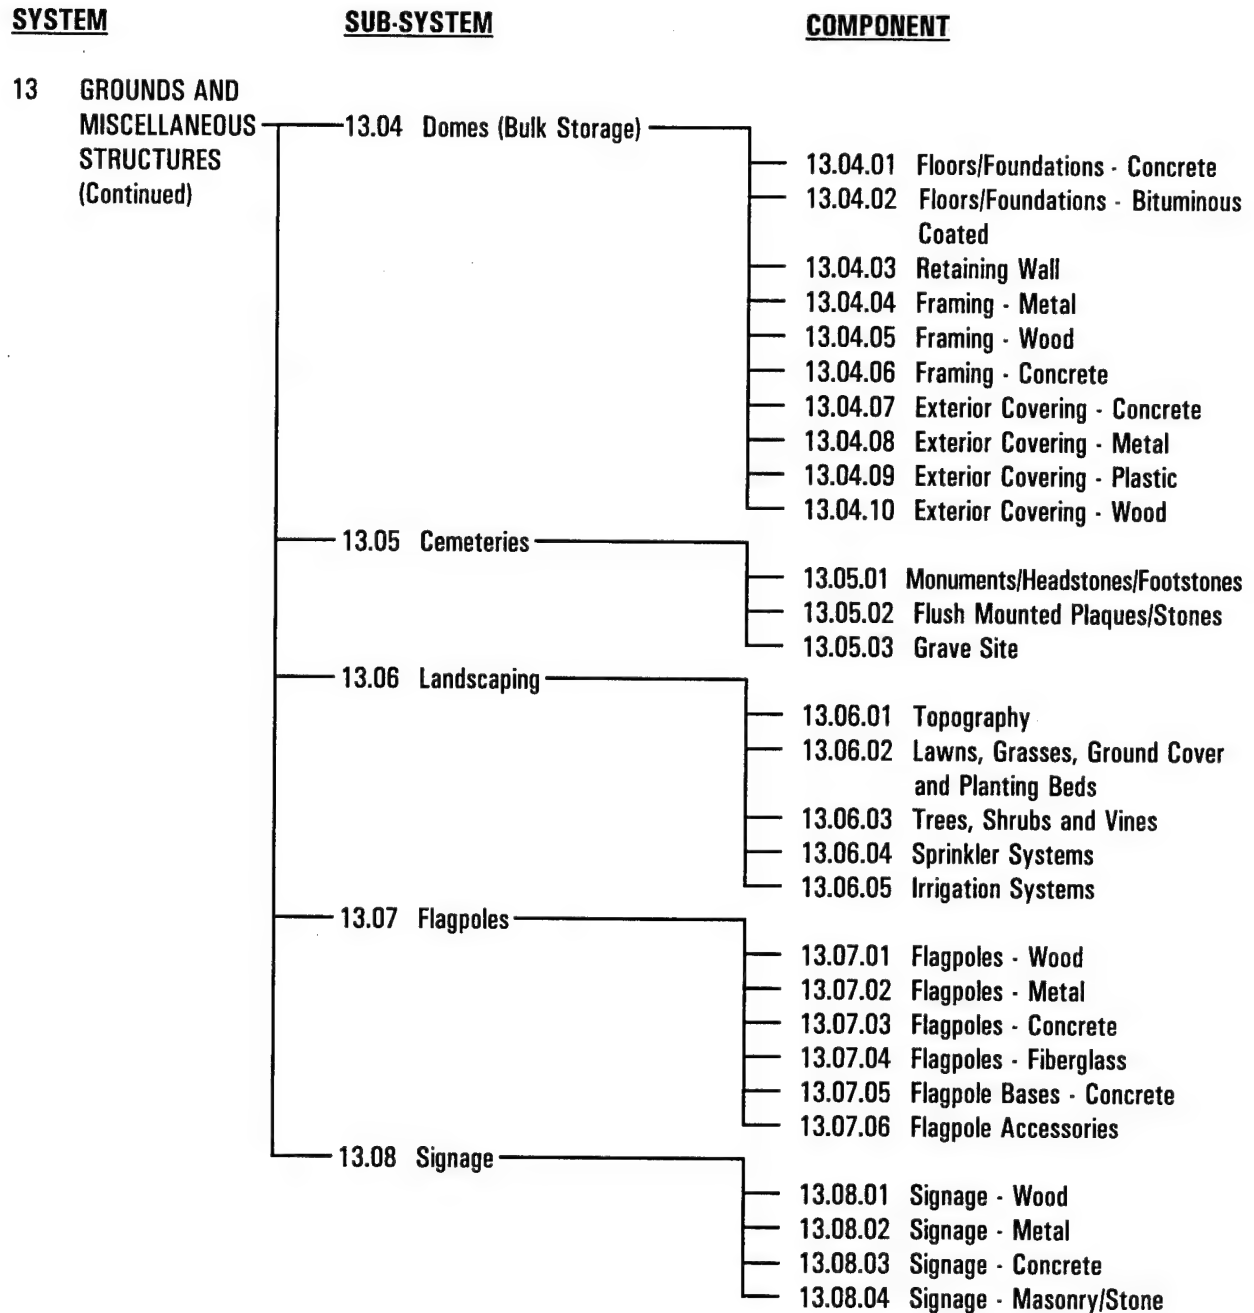 SYSTEM SUB-SYSTEM COMPONENT
13 GROUNDS AND
MISCELLANEOUS 13.04 Domes (Bulk Storage)
STRUCTURES
(Continued)
13.04.01 Floors/Foundations - Concrete
13.04.02 Floors/Foundations - Bituminous
Coated
13.04.03 Retaining Wall
13.04.04 Framing - Metal
13.04.05 Framing - Wood
13.04.06 Framing - Concrete
13.04.07 Exterior Covering - Concrete
13.04.08 Exterior Covering - Metal
13.04.09 Exterior Covering - Plastic
13.04.10 Exterior Covering - Wood
13.05 Cemeteries
13.05.01 Monuments/Headstones/Footstones
13.05.02 Flush Mounted Plaques/Stones
13.05.03 Grave Site
13.06 Landscaping
13.06.01 Topography
13.06.02 Lawns, Grasses, Ground Cover
and Planting Beds
13.06.03 Trees, Shrubs and Vines
13.06.04 Sprinkler Systems
13.06.05 Irrigation Systems
13.07 Flagpoles
13.07.01 Flagpoles - Wood
13.07.02 Flagpoles - Metal
13.07.03 Flagpoles - Concrete
13.07.04 Flagpoles - Fiberglass
13.07.05 Flagpole Bases - Concrete
13.07.06 Flagpole Accessories
13.08 Signage
13.08.01 Signage - Wood
13.08.02 Signage - Metal
13.08.03 Signage - Concrete
13.08.04 Signage - Masonry/Stone